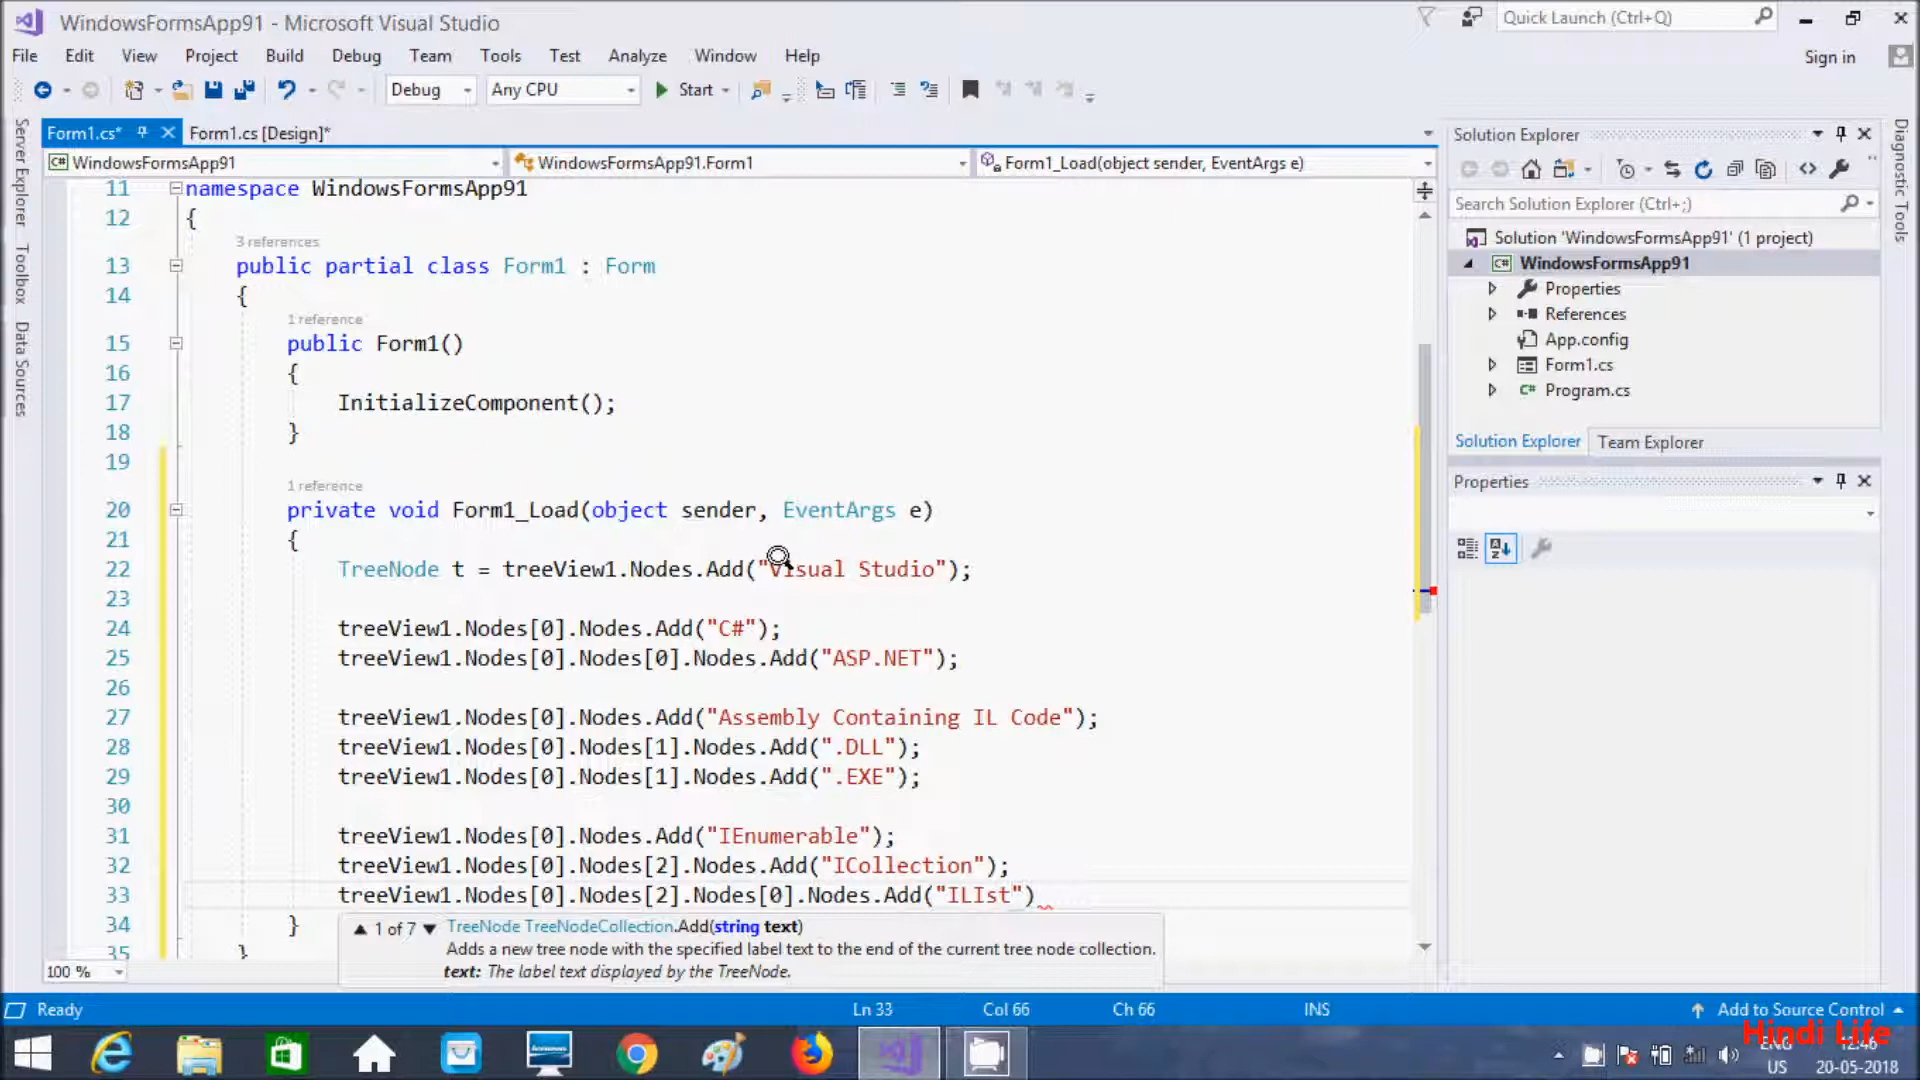 WindowsFormsApp91 - Microsoft Visual Studio
Quick Launch (Ctrl+Q)
File Edit View Project Build Debug Team Tools Test Analyze Window Help
Sign in
Debug Any CPU Start
Form1.cs* Form1.cs [Design]*
C# WindowsFormsApp91 WindowsFormsApp91.Form1 Form1_Load(object sender, EventArgs e)
Server Explorer
Toolbox
Data Sources
11 namespace WindowsFormsApp91
12 {
3 references
13 public partial class Form1 : Form
14 {
1 reference
15 public Form1()
16 {
17 InitializeComponent();
18 }
19
1 reference
20 private void Form1_Load(object sender, EventArgs e)
21 {
22 TreeNode t = treeView1.Nodes.Add("Visual Studio");
23
24 treeView1.Nodes[0].Nodes.Add("C#");
25 treeView1.Nodes[0].Nodes[0].Nodes.Add("ASP.NET");
26
27 treeView1.Nodes[0].Nodes.Add("Assembly Containing IL Code");
28 treeView1.Nodes[0].Nodes[1].Nodes.Add(".DLL");
29 treeView1.Nodes[0].Nodes[1].Nodes.Add(".EXE");
30
31 treeView1.Nodes[0].Nodes.Add("IEnumerable");
32 treeView1.Nodes[0].Nodes[2].Nodes.Add("ICollection");
33 treeView1.Nodes[0].Nodes[2].Nodes[0].Nodes.Add("ILIst")
34 }
35 }
▲ 1 of 7 ▼ TreeNode TreeNodeCollection.Add(string text)
Adds a new tree node with the specified label text to the end of the current tree node collection.
text: The label text displayed by the TreeNode.
100 %
Solution Explorer
Search Solution Explorer (Ctrl+;)
Solution 'WindowsFormsApp91' (1 project)
C# WindowsFormsApp91
Properties
References
App.config
Form1.cs
C# Program.cs
Solution Explorer Team Explorer
Properties
Diagnostic Tools
Ready Ln 33 Col 66 Ch 66 INS Add to Source Control
Hindi Life
ENG 12:46
US 20-05-2018